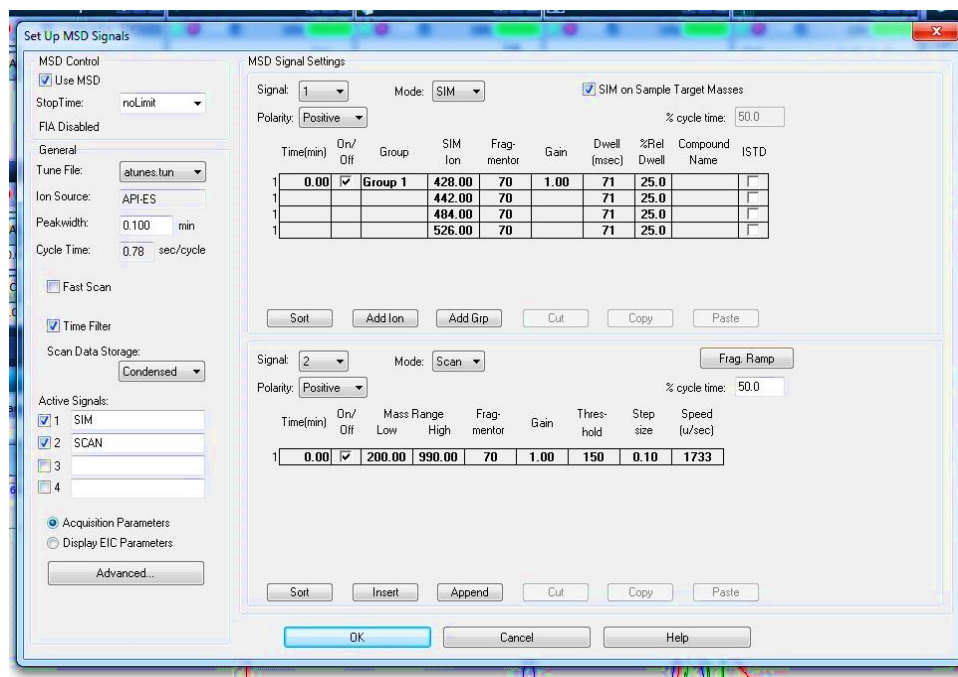 Set Up MSD Signals
MSD Control
Use MSD
StopTime: noLimit
FIA Disabled
General
Tune File: atunes.tun
Ion Source: API-ES
Peakwidth: 0.100 min
Cycle Time: 0.78 sec/cycle
Fast Scan
Time Filter
Scan Data Storage:
Condensed
Active Signals:
1 SIM
2 SCAN
3
4
Acquisition Parameters
Display EIC Parameters
Advanced...
MSD Signal Settings
Signal: 1 Mode: SIM SIM on Sample Target Masses
Polarity: Positive % cycle time: 50.0
Time(min) On/ Off Group SIM Ion Frag- mentor Gain Dwell (msec) %Rel Dwell Compound Name ISTD
1 0.00 Group 1 428.00 70 1.00 71 25.0
1 442.00 70 71 25.0
1 484.00 70 71 25.0
1 526.00 70 71 25.0
Sort Add Ion Add Grp Cut Copy Paste
Signal: 2 Mode: Scan Frag. Ramp
Polarity: Positive % cycle time: 50.0
Time(min) On/ Off Mass Range Low High Frag- mentor Gain Thres- hold Step size Speed (u/sec)
1 0.00 200.00 990.00 70 1.00 150 0.10 1733
Sort Insert Append Cut Copy Paste
OK Cancel Help